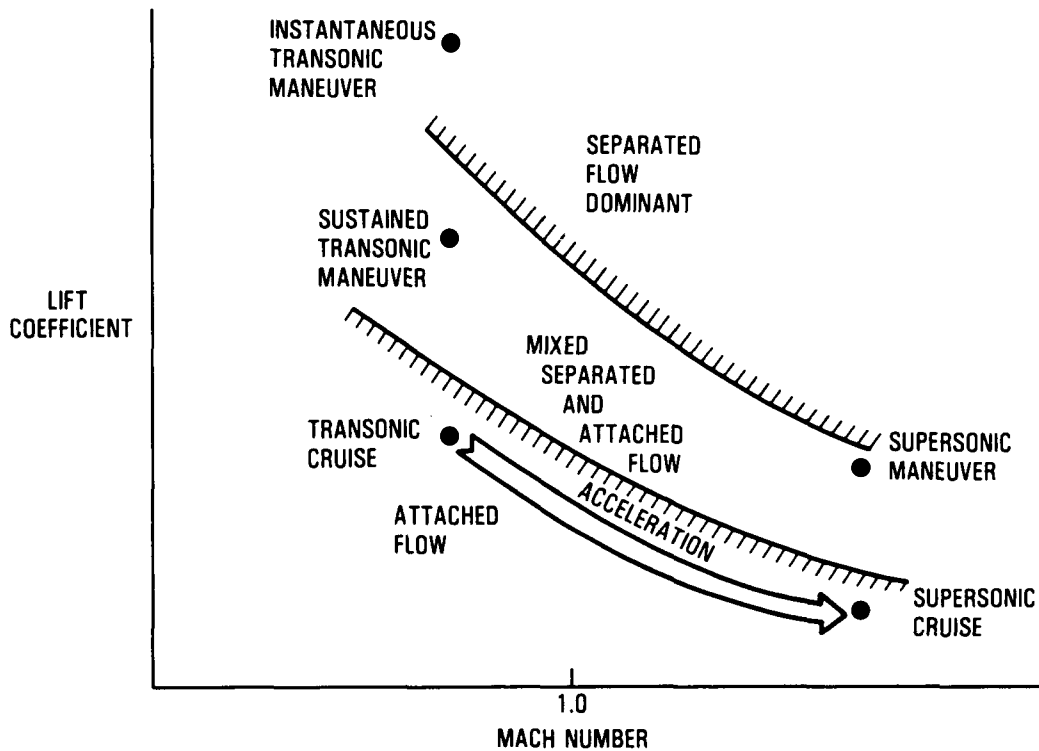 INSTANTANEOUS
TRANSONIC
MANEUVER
SEPARATED
FLOW
DOMINANT
SUSTAINED
TRANSONIC
MANEUVER
LIFT
COEFFICIENT
MIXED
SEPARATED
AND
ATTACHED
FLOW
TRANSONIC
CRUISE
SUPERSONIC
MANEUVER
ACCELERATION
ATTACHED
FLOW
SUPERSONIC
CRUISE
1.0
MACH NUMBER